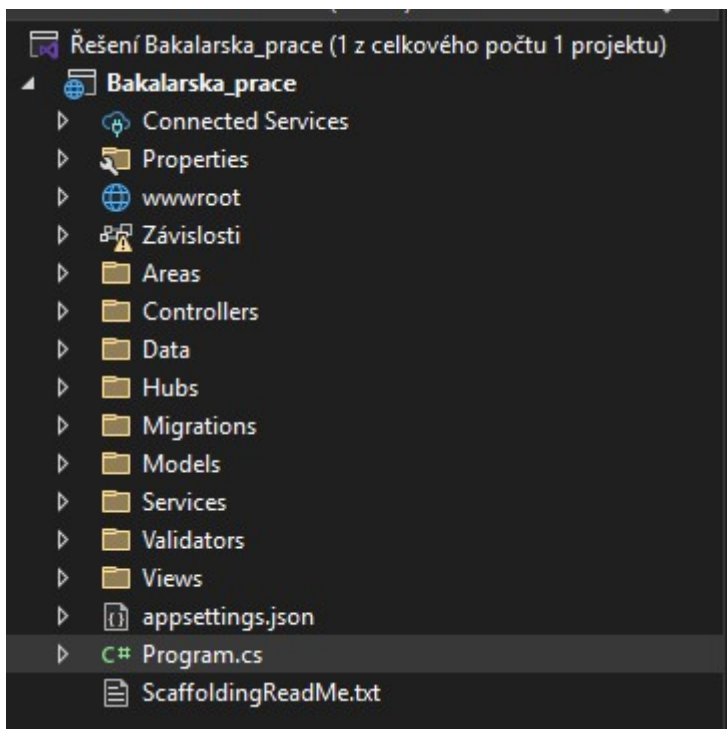 Řešení Bakalarska_prace (1 z celkového počtu 1 projektu)
Bakalarska_prace
Connected Services
Properties
wwwroot
Závislosti
Areas
Controllers
Data
Hubs
Migrations
Models
Services
Validators
Views
appsettings.json
C# Program.cs
ScaffoldingReadMe.txt